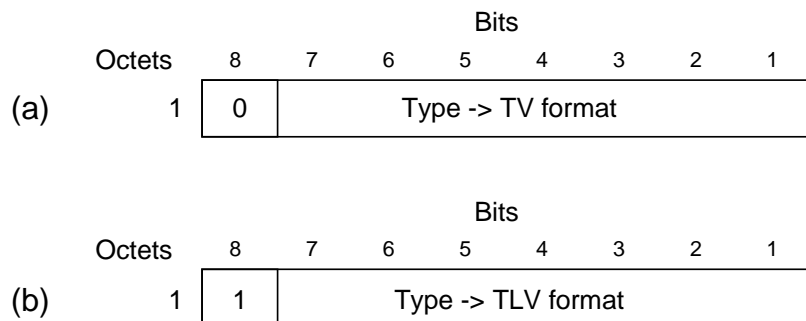 Bits
Octets 8 7 6 5 4 3 2 1
(a) 1 0 Type -> TV format
Bits
Octets 8 7 6 5 4 3 2 1
(b) 1 1 Type -> TLV format